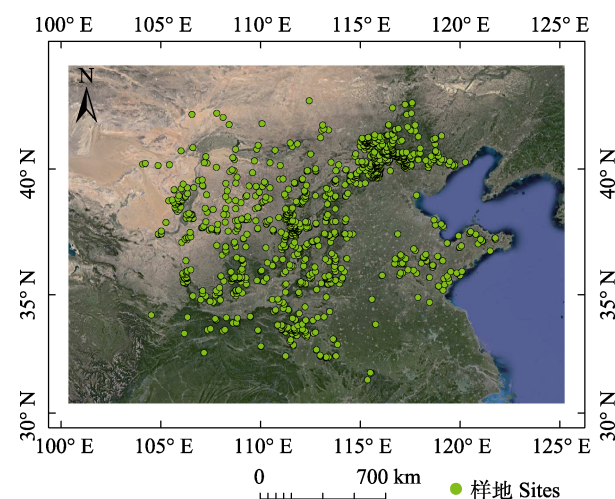 100° E 105° E 110° E 115° E 120° E 125° E
N
40° N 40° N
35° N 35° N
30° N 30° N
100° E 105° E 110° E 115° E 120° E 125° E
0 700 km
样地 Sites